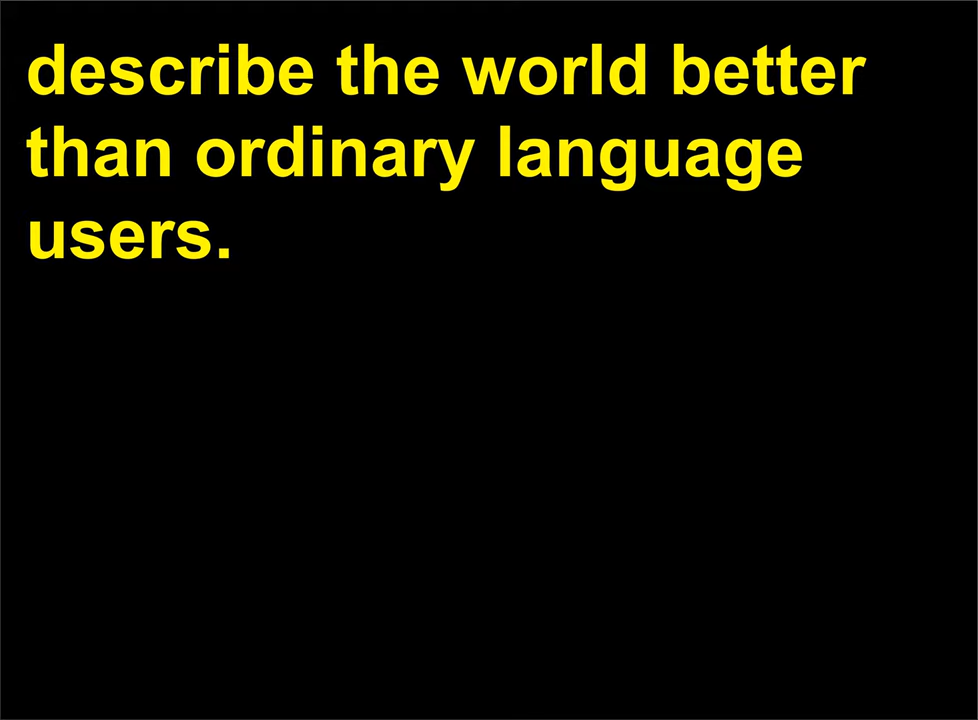 describe the world better
than ordinary language
users.